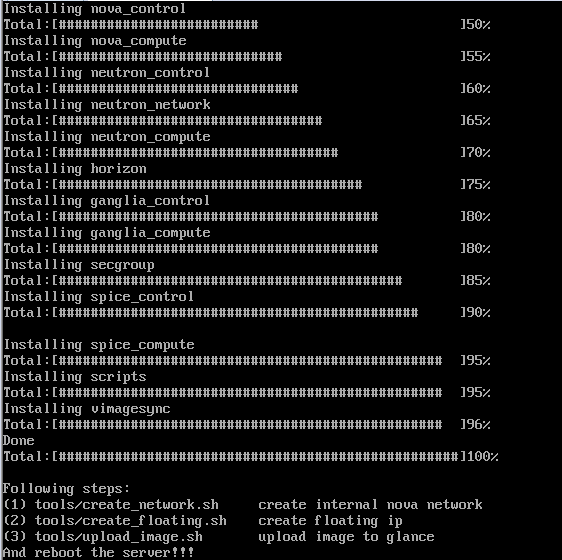 Installing nova_control
Total:[######################### ]50%
Installing nova_compute
Total:[############################ ]55%
Installing neutron_control
Total:[############################## ]60%
Installing neutron_network
Total:[################################# ]65%
Installing neutron_compute
Total:[################################### ]70%
Installing horizon
Total:[###################################### ]75%
Installing ganglia_control
Total:[######################################## ]80%
Installing ganglia_compute
Total:[######################################## ]80%
Installing secgroup
Total:[########################################### ]85%
Installing spice_control
Total:[############################################# ]90%
Installing spice_compute
Total:[################################################ ]95%
Installing scripts
Total:[################################################ ]95%
Installing vimagesync
Total:[################################################ ]96%
Done
Total:[##################################################]100%
Following steps:
(1) tools/create_network.sh create internal nova network
(2) tools/create_floating.sh create floating ip
(3) tools/upload_image.sh upload image to glance
And reboot the server!!!